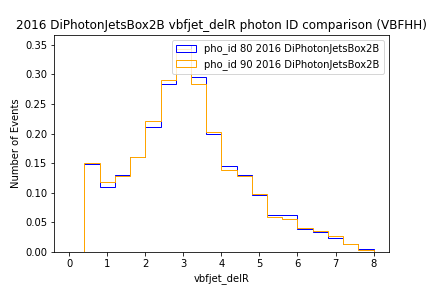 2016 DiPhotonJetsBox2B vbfjet_delR photon ID comparison (VBFHH)
pho_id 80 2016 DiPhotonJetsBox2B
pho_id 90 2016 DiPhotonJetsBox2B
Number of Events
0.35
0.30
0.25
0.20
0.15
0.10
0.05
0.00
0 1 2 3 4 5 6 7 8
vbfjet_delR